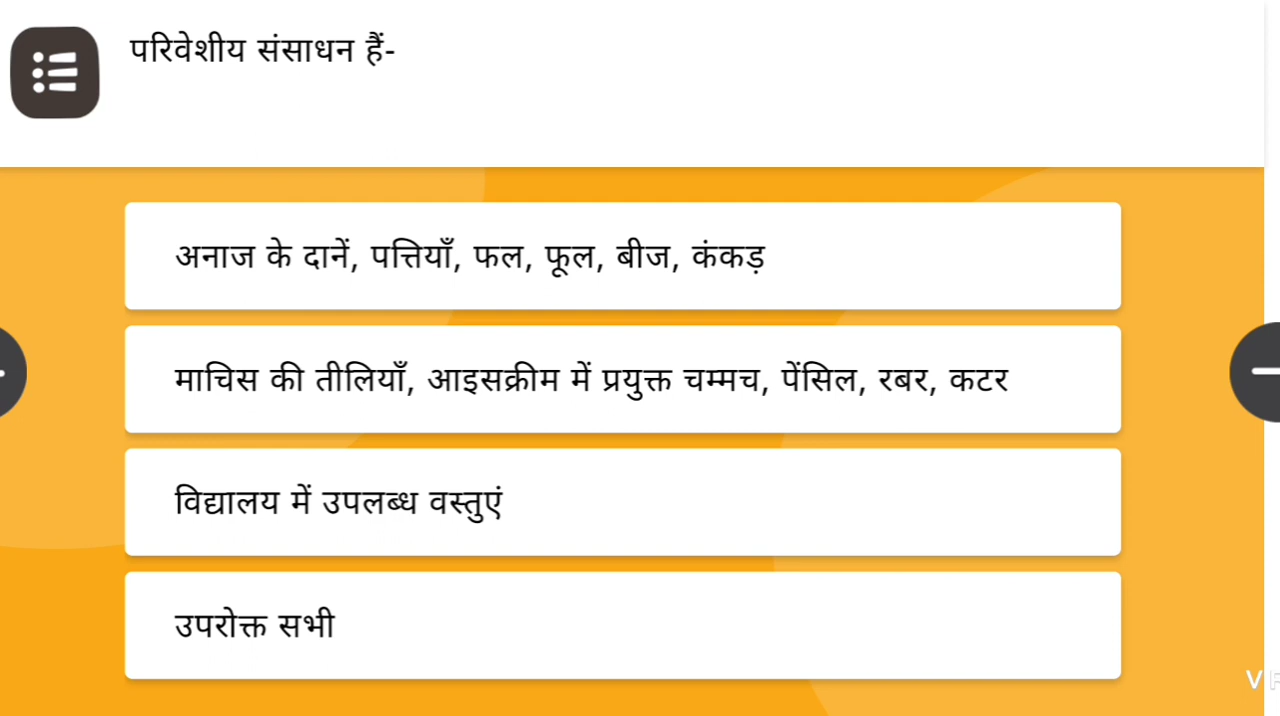 परिवेशीय संसाधन हैं-
अनाज के दानें, पत्तियाँ, फल, फूल, बीज, कंकड़
माचिस की तीलियाँ, आइसक्रीम में प्रयुक्त चम्मच, पेंसिल, रबर, कटर
विद्यालय में उपलब्ध वस्तुएं
उपरोक्त सभी